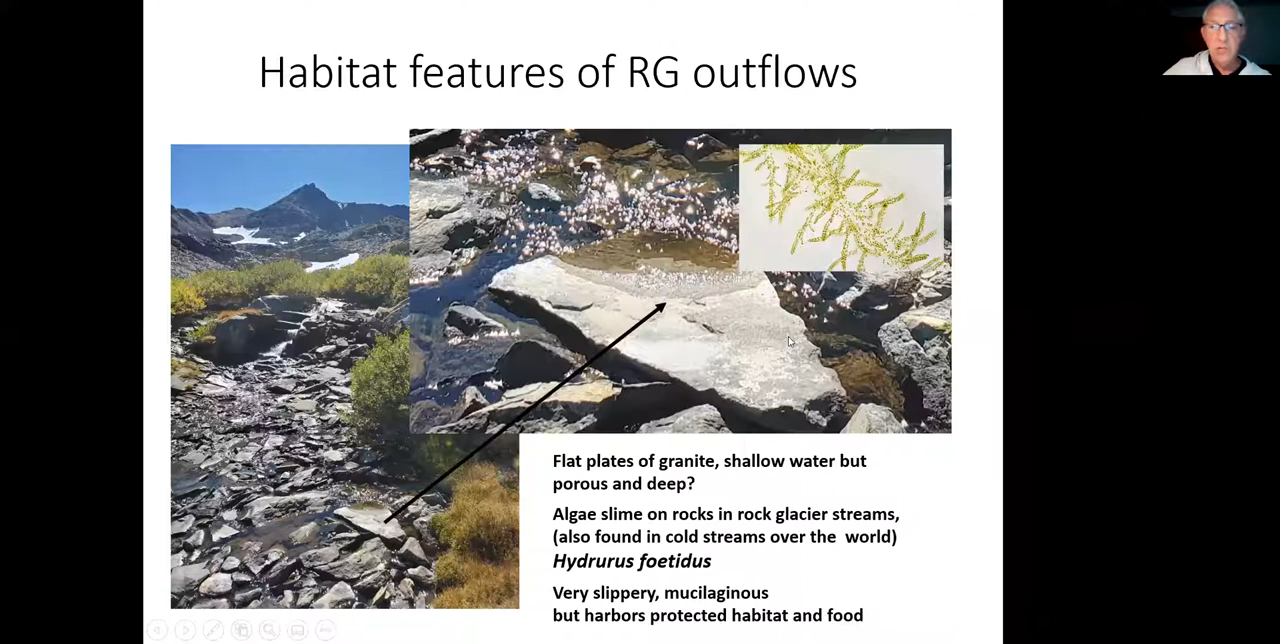 Habitat features of RG outflows
Flat plates of granite, shallow water but
porous and deep?
Algae slime on rocks in rock glacier streams,
(also found in cold streams over the  world)
Hydrurus foetidus
Very slippery, mucilaginous
but harbors protected habitat and food